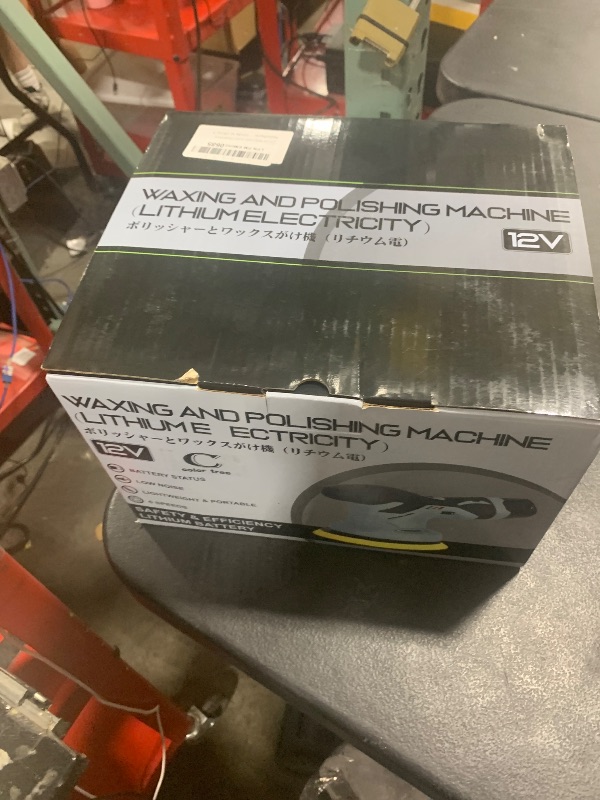 WAXING AND POLISHING MACHINE
(LITHIUM ELECTRICITY)
ポリッシャーとワックスがけ機（リチウム電）
12V
WAXING AND POLISHING MACHINE
(LITHIUM E ECTRICITY)
ポリッシャーとワックスがけ機（リチウム電）
12V
C
color tree
BATTERY STATUS
LOW NOISE
LIGHTWEIGHT & PORTABLE
SPEEDS
SAFETY & EFFICIENCY
LITHIUM BATTERY